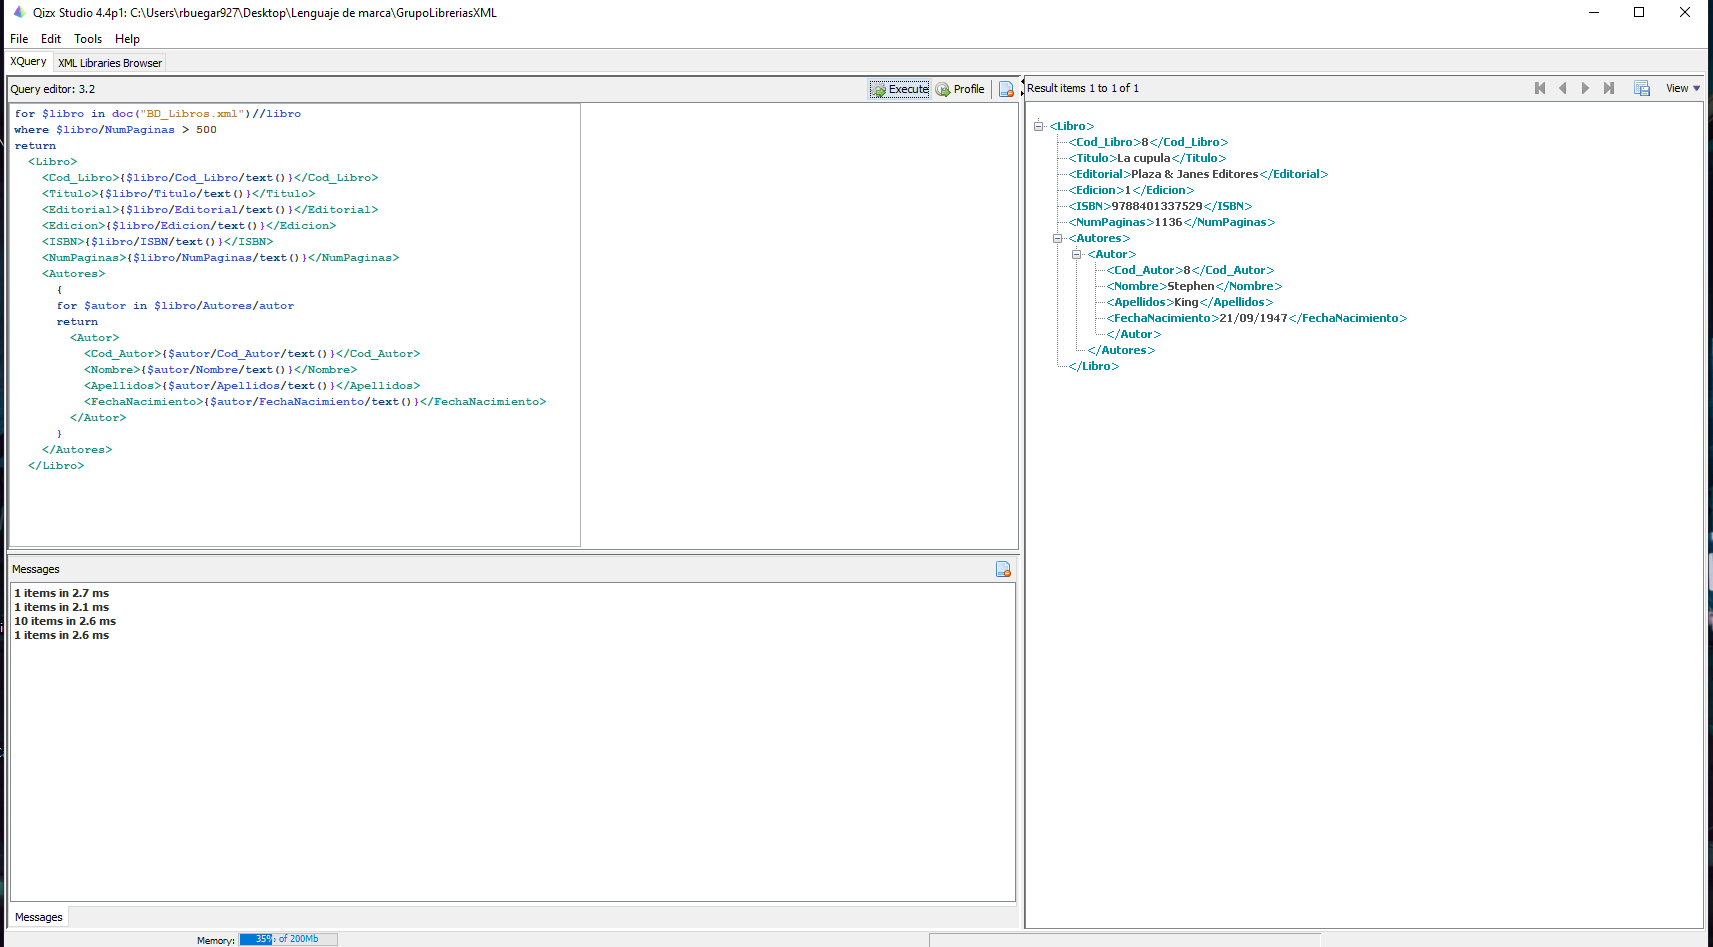 Qizx Studio 4.4p1: C:\Users\rbuegar927\Desktop\Lenguaje de marca\GrupoLibreriasXML
File Edit Tools Help
XQuery XML Libraries Browser
Query editor: 3.2 Execute Profile
for $libro in doc("BD_Libros.xml")//libro
where $libro/NumPaginas > 500
return
<Libro>
<Cod_Libro>{$libro/Cod_Libro/text()}</Cod_Libro>
<Titulo>{$libro/Titulo/text()}</Titulo>
<Editorial>{$libro/Editorial/text()}</Editorial>
<Edicion>{$libro/Edicion/text()}</Edicion>
<ISBN>{$libro/ISBN/text()}</ISBN>
<NumPaginas>{$libro/NumPaginas/text()}</NumPaginas>
<Autores>
{
for $autor in $libro/Autores/autor
return
<Autor>
<Cod_Autor>{$autor/Cod_Autor/text()}</Cod_Autor>
<Nombre>{$autor/Nombre/text()}</Nombre>
<Apellidos>{$autor/Apellidos/text()}</Apellidos>
<FechaNacimiento>{$autor/FechaNacimiento/text()}</FechaNacimiento>
</Autor>
}
</Autores>
</Libro>
Messages
1 items in 2.7 ms
1 items in 2.1 ms
10 items in 2.6 ms
1 items in 2.6 ms
Messages
Memory: 35% of 200Mb
Result items 1 to 1 of 1 View
<Libro>
<Cod_Libro>8</Cod_Libro>
<Titulo>La cupula</Titulo>
<Editorial>Plaza & Janes Editores</Editorial>
<Edicion>1</Edicion>
<ISBN>9788401337529</ISBN>
<NumPaginas>1136</NumPaginas>
<Autores>
<Autor>
<Cod_Autor>8</Cod_Autor>
<Nombre>Stephen</Nombre>
<Apellidos>King</Apellidos>
<FechaNacimiento>21/09/1947</FechaNacimiento>
</Autor>
</Autores>
</Libro>